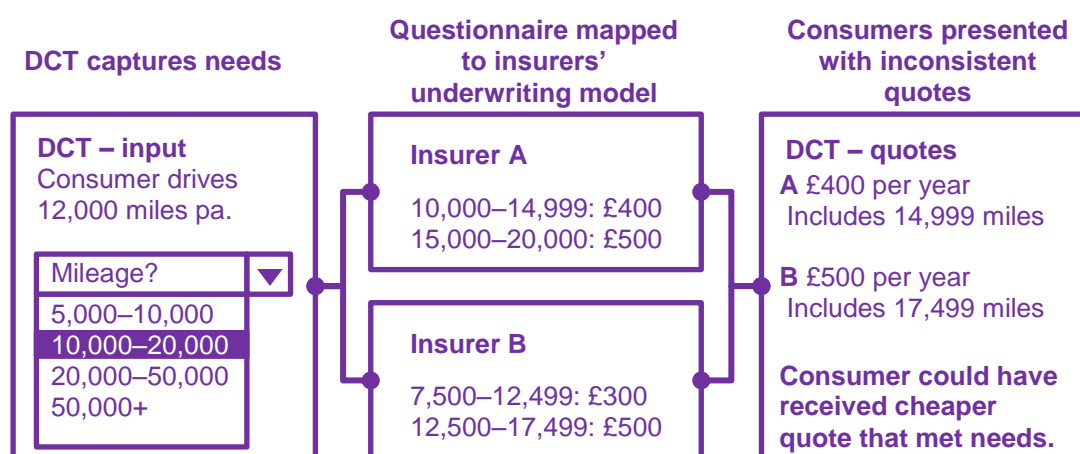 DCT captures needs
Questionnaire mapped
to insurers’
underwriting model
Consumers presented
with inconsistent
quotes
DCT – input
Consumer drives
12,000 miles pa.
Mileage?
5,000–10,000
10,000–20,000
20,000–50,000
50,000+
Insurer A
10,000–14,999: £400
15,000–20,000: £500
Insurer B
7,500–12,499: £300
12,500–17,499: £500
DCT – quotes
A £400 per year
Includes 14,999 miles
B £500 per year
Includes 17,499 miles
Consumer could have
received cheaper
quote that met needs.